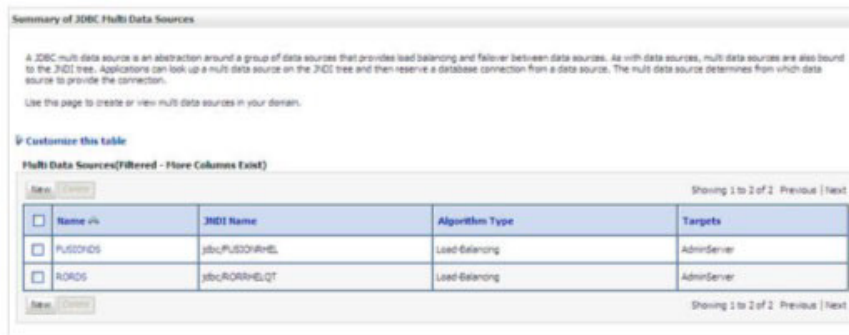 Summary of JDBC Multi Data Sources
A JDBC multi data source is an abstraction around a group of data sources that provides load balancing and failover between data sources. As with data sources, multi data sources are also bound
to the JNDI tree. Applications can look up a multi data source on the JNDI tree and then reserve a database connection from a data source. The multi data source determines from which data
source to provide the connection.
Use this page to create or view multi data sources in your domain.
Customize this table
Multi Data Sources(Filtered - More Columns Exist)
New Delete Showing 1 to 2 of 2 Previous | Next
Name JNDI Name Algorithm Type Targets
FUSIONDS jdbc/FUSIONRHEL Load-Balancing AdminServer
RORDS jdbc/RORRHELQT Load-Balancing AdminServer
New Delete Showing 1 to 2 of 2 Previous | Next